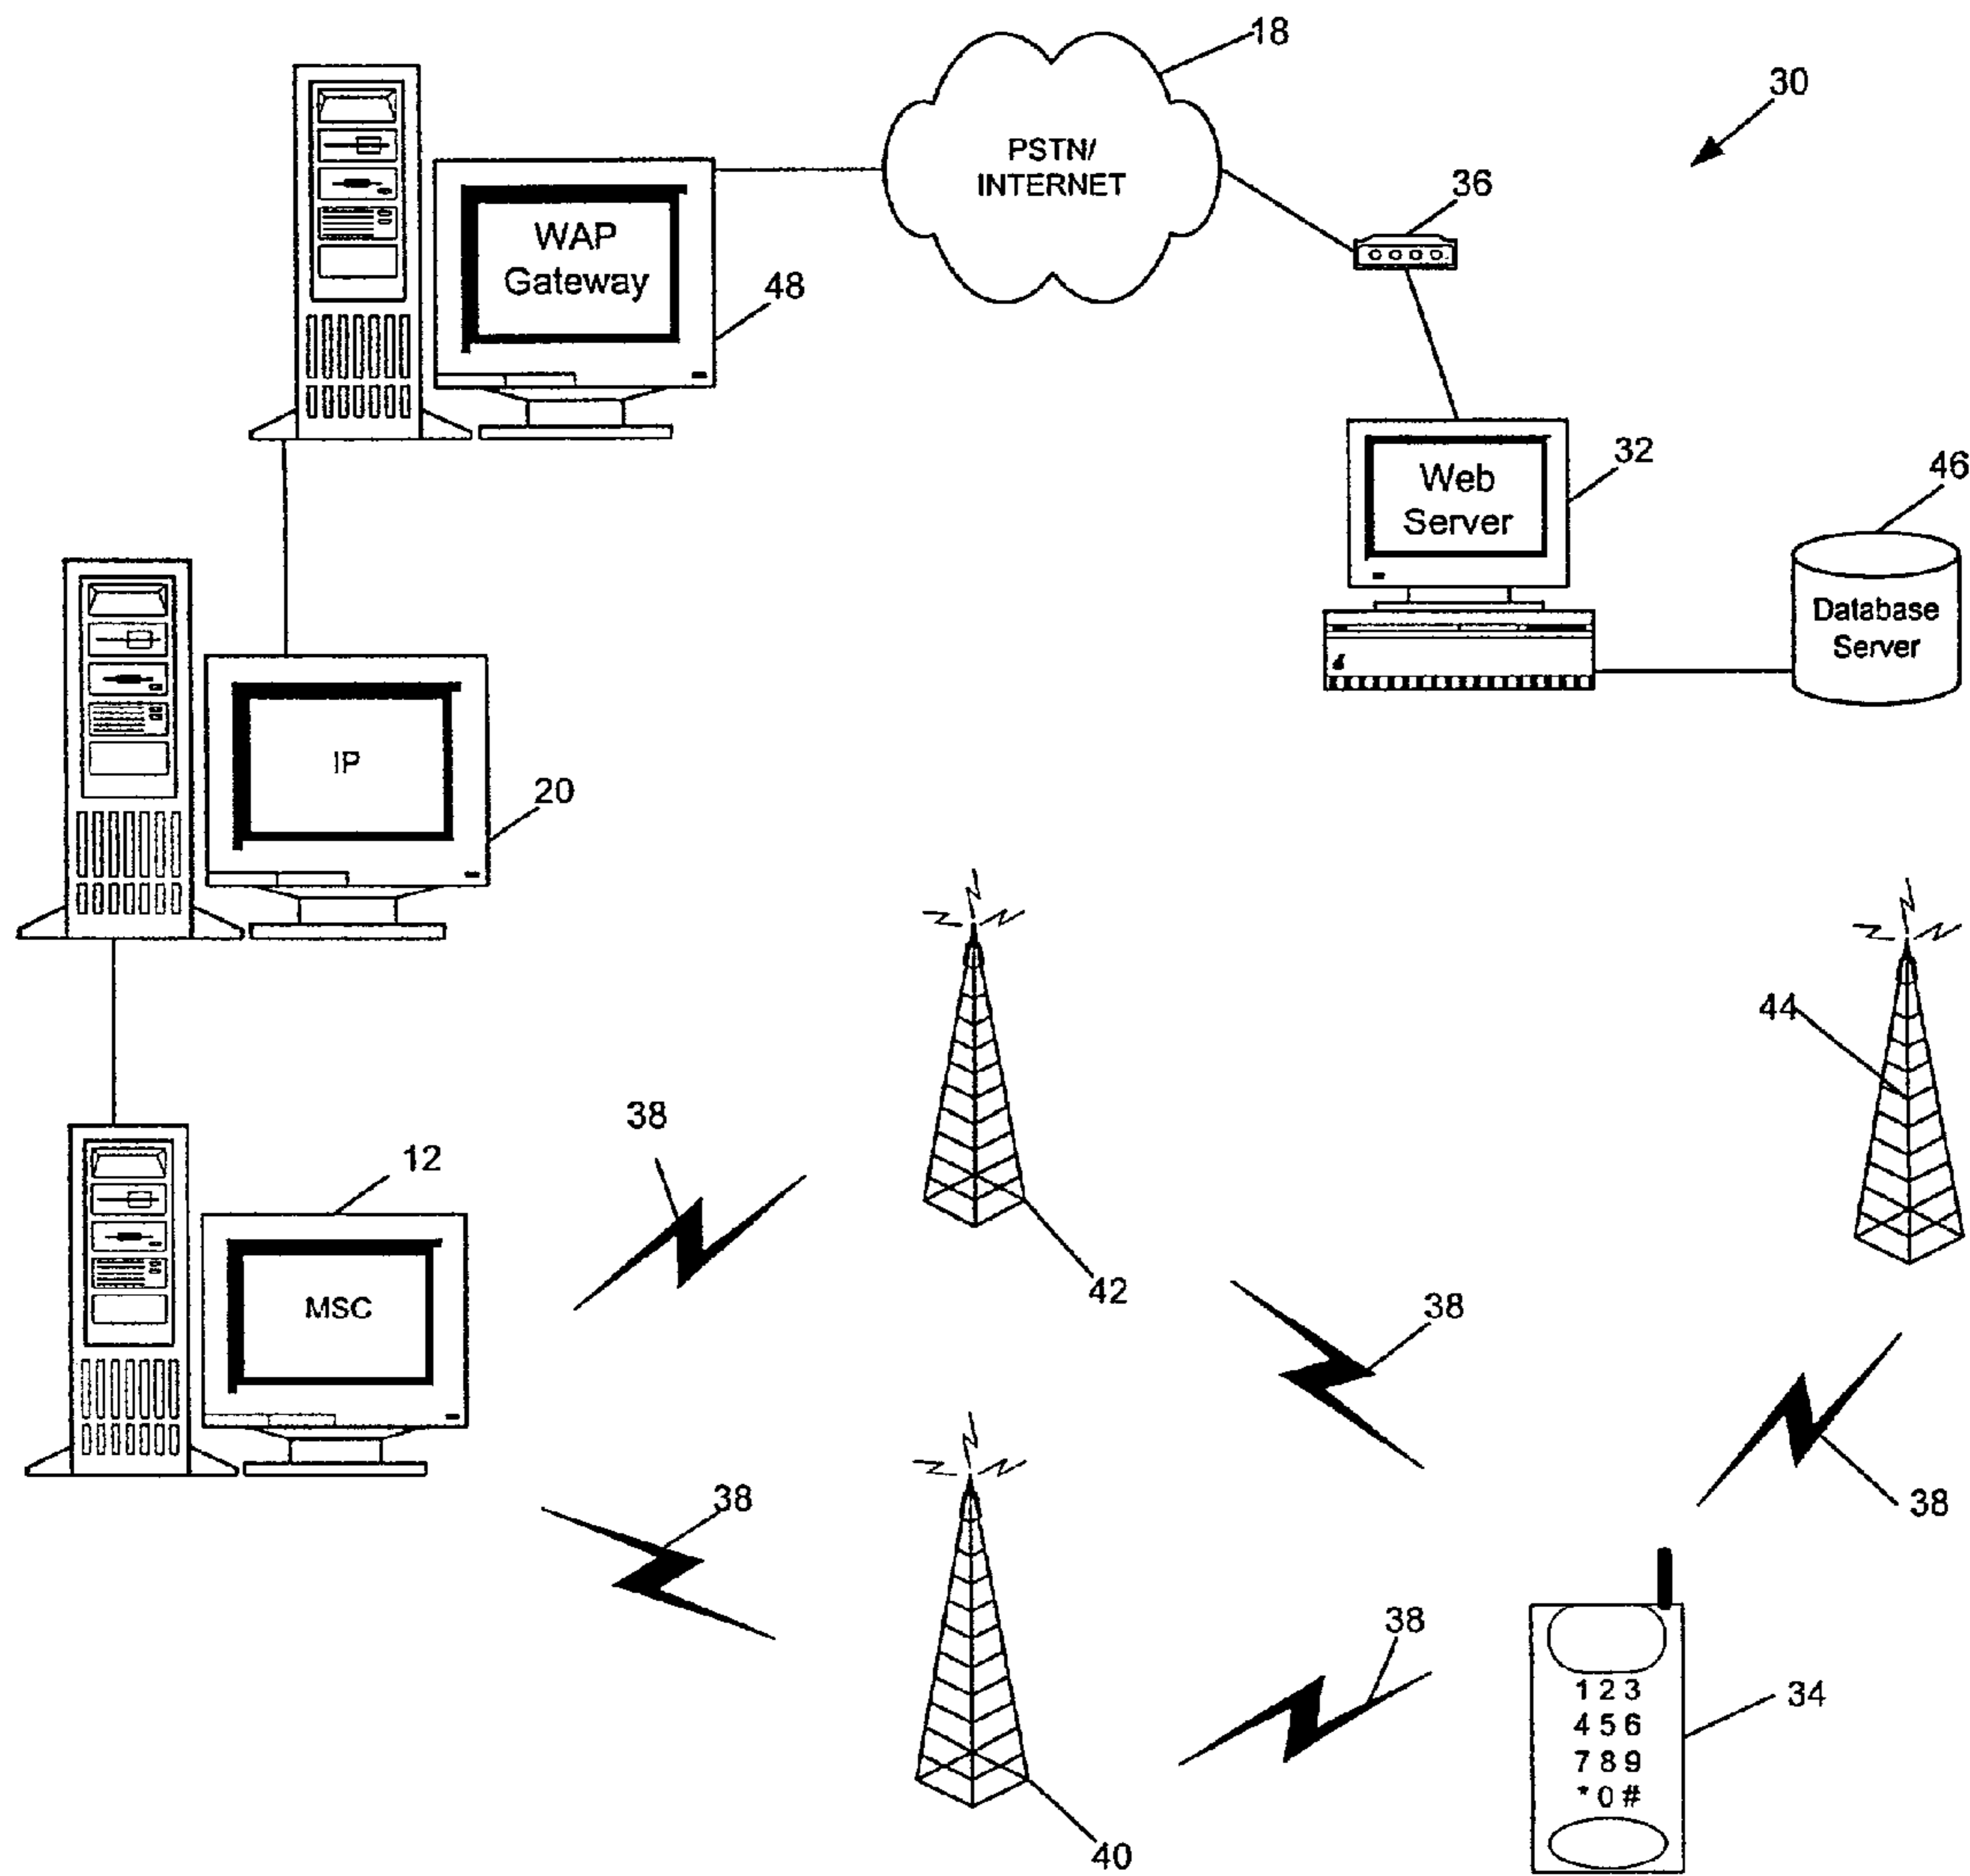 18
30
PSTN/
INTERNET
36
WAP
Gateway
48
32
46
Web
Server
Database
Server
IP
20
44
38
12
42
38
MSC
38
38
38
34
1 2 3
4 5 6
7 8 9
* 0 #
40